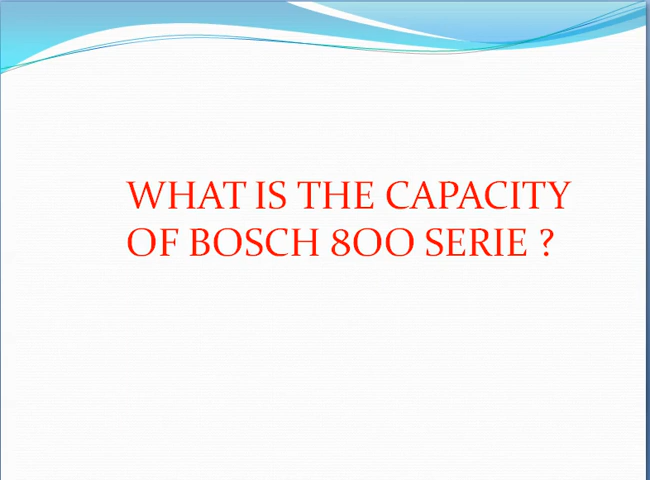 WHAT IS THE CAPACITY
OF BOSCH 8OO SERIE ?